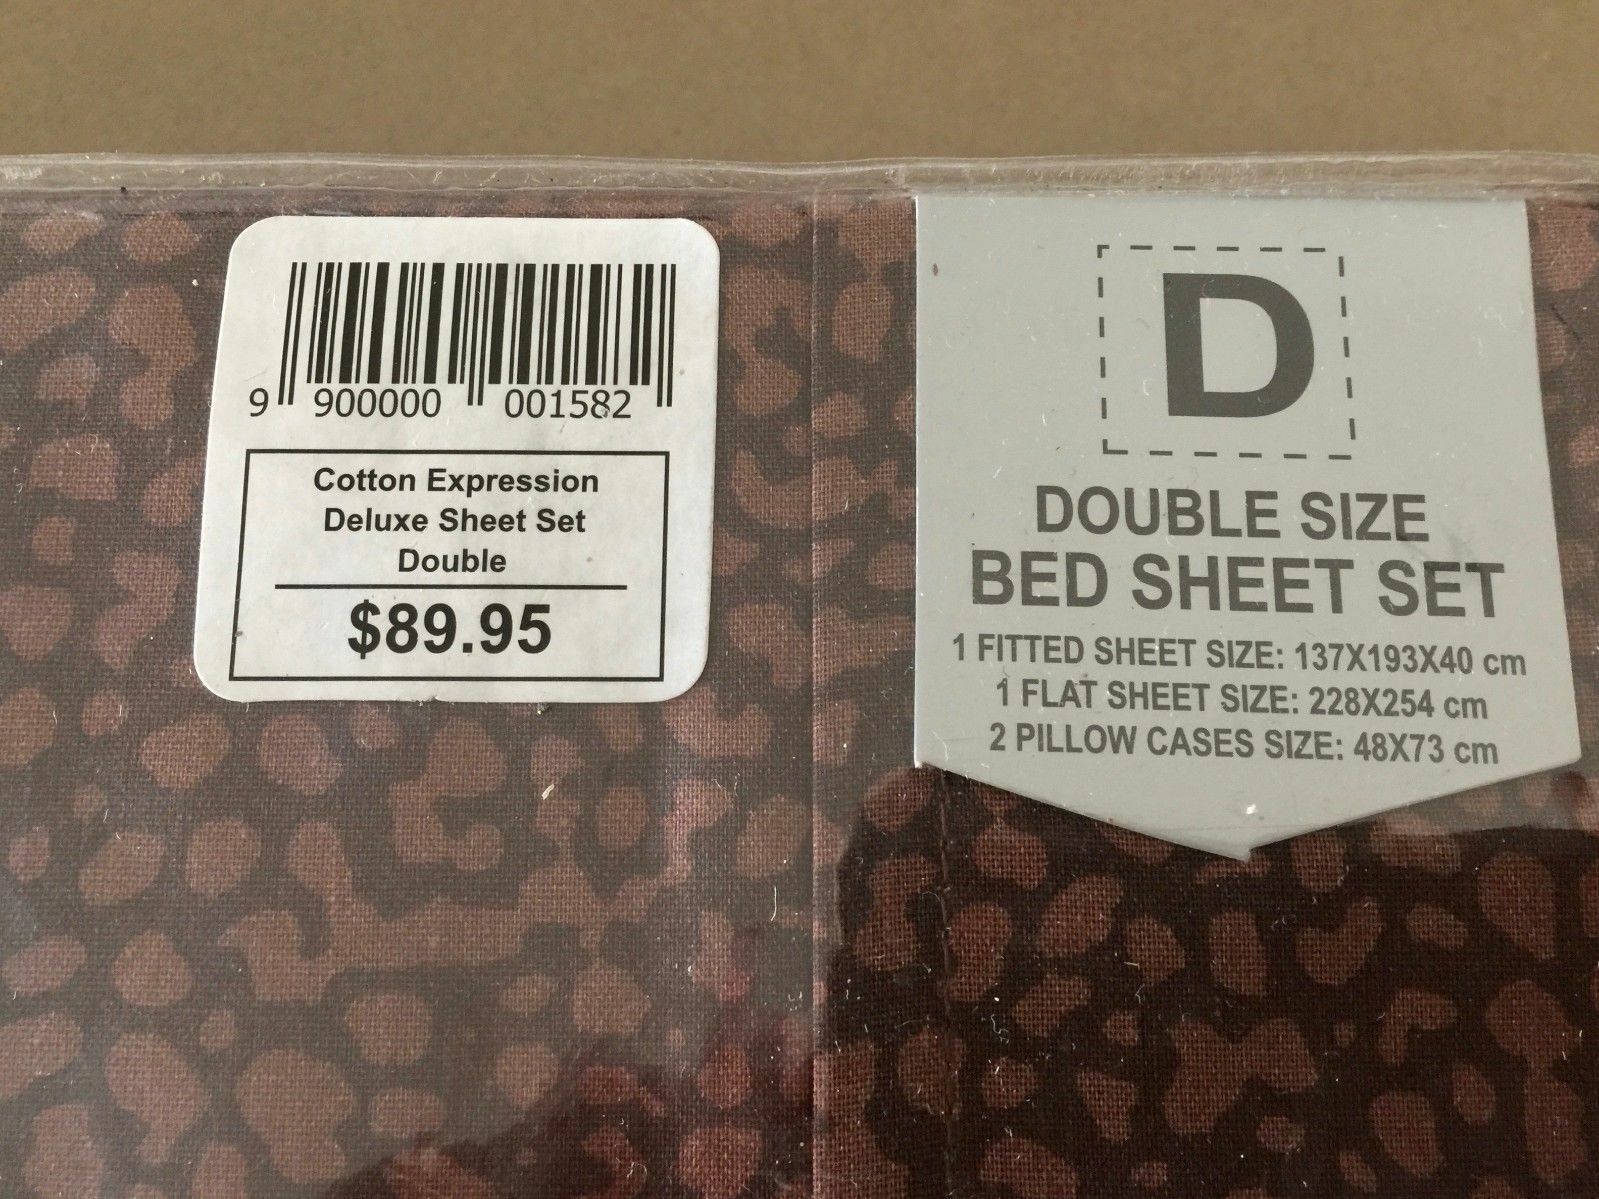 9 900000 001582
Cotton Expression
Deluxe Sheet Set
Double
$89.95
D
DOUBLE SIZE
BED SHEET SET
1 FITTED SHEET SIZE: 137X193X40 cm
1 FLAT SHEET SIZE: 228X254 cm
2 PILLOW CASES SIZE: 48X73 cm